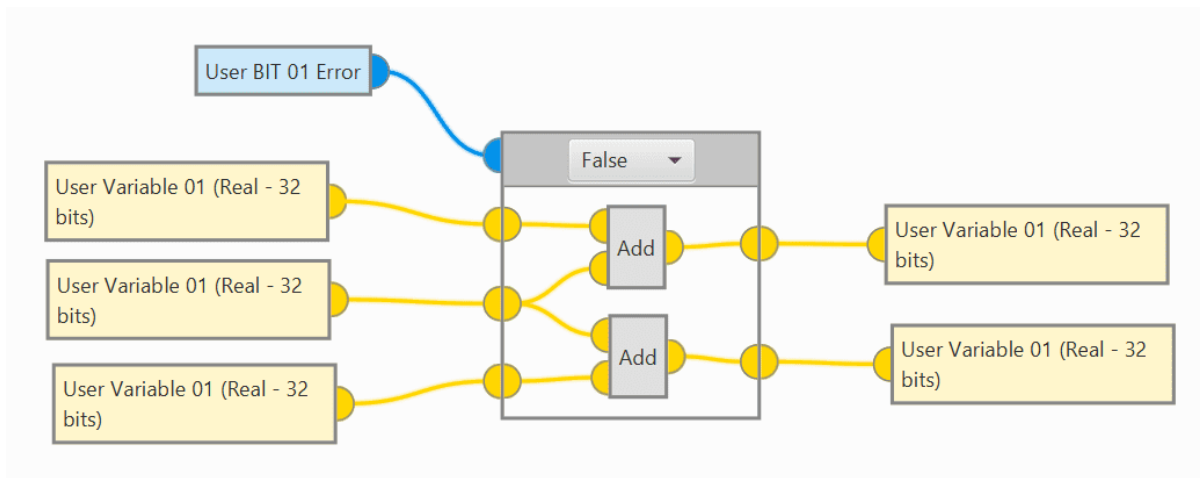 User BIT 01 Error
False
User Variable 01 (Real - 32
bits)
User Variable 01 (Real - 32
bits)
User Variable 01 (Real - 32
bits)
Add
Add
User Variable 01 (Real - 32
bits)
User Variable 01 (Real - 32
bits)